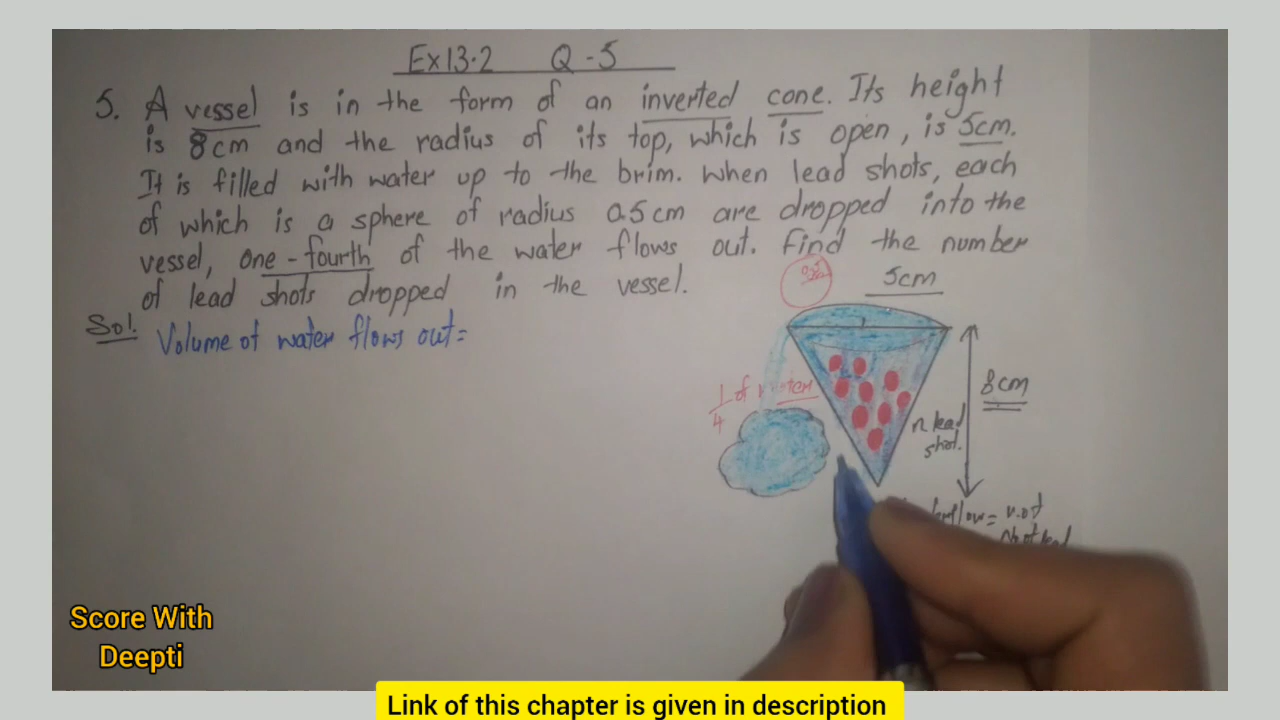 Ex13.2 Q-5
5. A vessel is in the form of an inverted cone. Its height
is 8cm and the radius of its top, which is open, is 5cm.
It is filled with water up to the brim. When lead shots, each
of which is a sphere of radius 0.5cm are dropped into the
vessel, one-fourth of the water flows out. Find the number
of lead shots dropped in the vessel.
5cm
Sol. Volume of water flows out=
1/4 of water
8cm
n lead
shot.
= v.of
Score With
Deepti
Link of this chapter is given in description